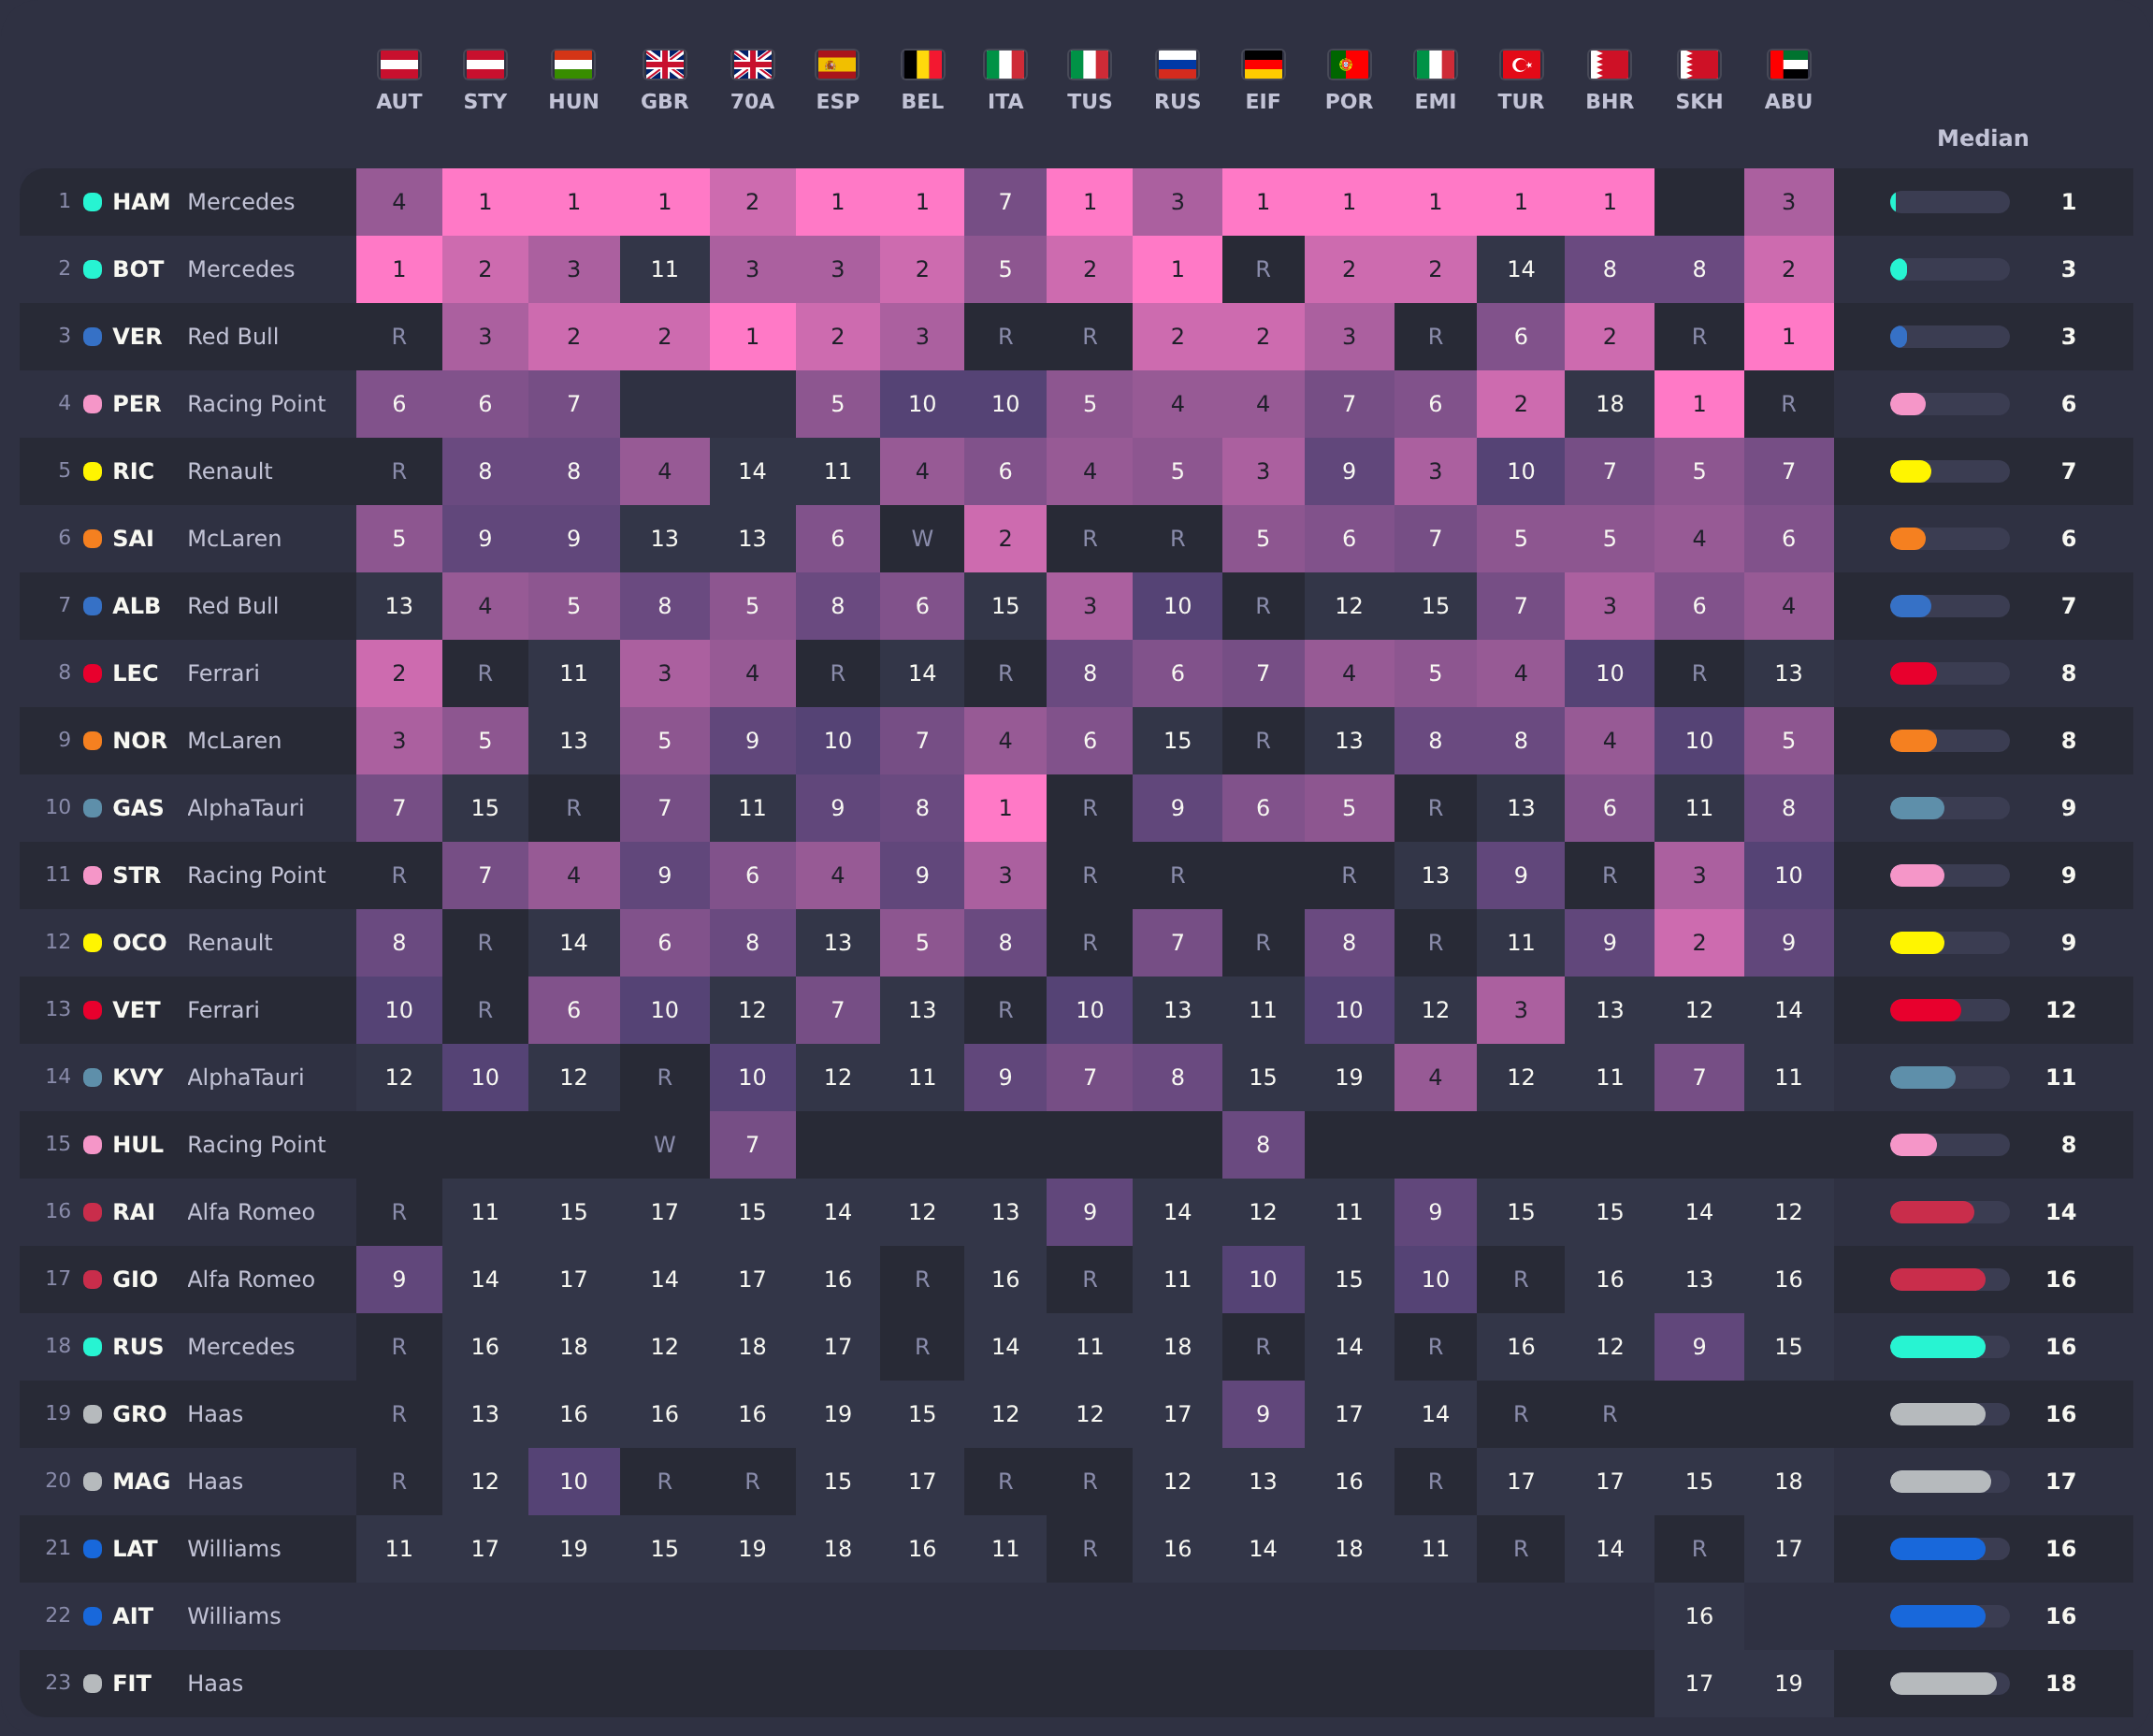 AUT STY HUN GBR 70A ESP BEL ITA TUS RUS EIF POR EMI TUR BHR SKH ABU
Median
1 HAM Mercedes 4 1 1 1 2 1 1 7 1 3 1 1 1 1 1 3 1
2 BOT Mercedes 1 2 3 11 3 3 2 5 2 1 R 2 2 14 8 8 2 3
3 VER Red Bull R 3 2 2 1 2 3 R R 2 2 3 R 6 2 R 1 3
4 PER Racing Point 6 6 7 5 10 10 5 4 4 7 6 2 18 1 R 6
5 RIC Renault R 8 8 4 14 11 4 6 4 5 3 9 3 10 7 5 7 7
6 SAI McLaren 5 9 9 13 13 6 W 2 R R 5 6 7 5 5 4 6 6
7 ALB Red Bull 13 4 5 8 5 8 6 15 3 10 R 12 15 7 3 6 4 7
8 LEC Ferrari 2 R 11 3 4 R 14 R 8 6 7 4 5 4 10 R 13 8
9 NOR McLaren 3 5 13 5 9 10 7 4 6 15 R 13 8 8 4 10 5 8
10 GAS AlphaTauri 7 15 R 7 11 9 8 1 R 9 6 5 R 13 6 11 8 9
11 STR Racing Point R 7 4 9 6 4 9 3 R R R 13 9 R 3 10 9
12 OCO Renault 8 R 14 6 8 13 5 8 R 7 R 8 R 11 9 2 9 9
13 VET Ferrari 10 R 6 10 12 7 13 R 10 13 11 10 12 3 13 12 14 12
14 KVY AlphaTauri 12 10 12 R 10 12 11 9 7 8 15 19 4 12 11 7 11 11
15 HUL Racing Point W 7 8 8
16 RAI Alfa Romeo R 11 15 17 15 14 12 13 9 14 12 11 9 15 15 14 12 14
17 GIO Alfa Romeo 9 14 17 14 17 16 R 16 R 11 10 15 10 R 16 13 16 16
18 RUS Mercedes R 16 18 12 18 17 R 14 11 18 R 14 R 16 12 9 15 16
19 GRO Haas R 13 16 16 16 19 15 12 12 17 9 17 14 R R 16
20 MAG Haas R 12 10 R R 15 17 R R 12 13 16 R 17 17 15 18 17
21 LAT Williams 11 17 19 15 19 18 16 11 R 16 14 18 11 R 14 R 17 16
22 AIT Williams 16 16
23 FIT Haas 17 19 18